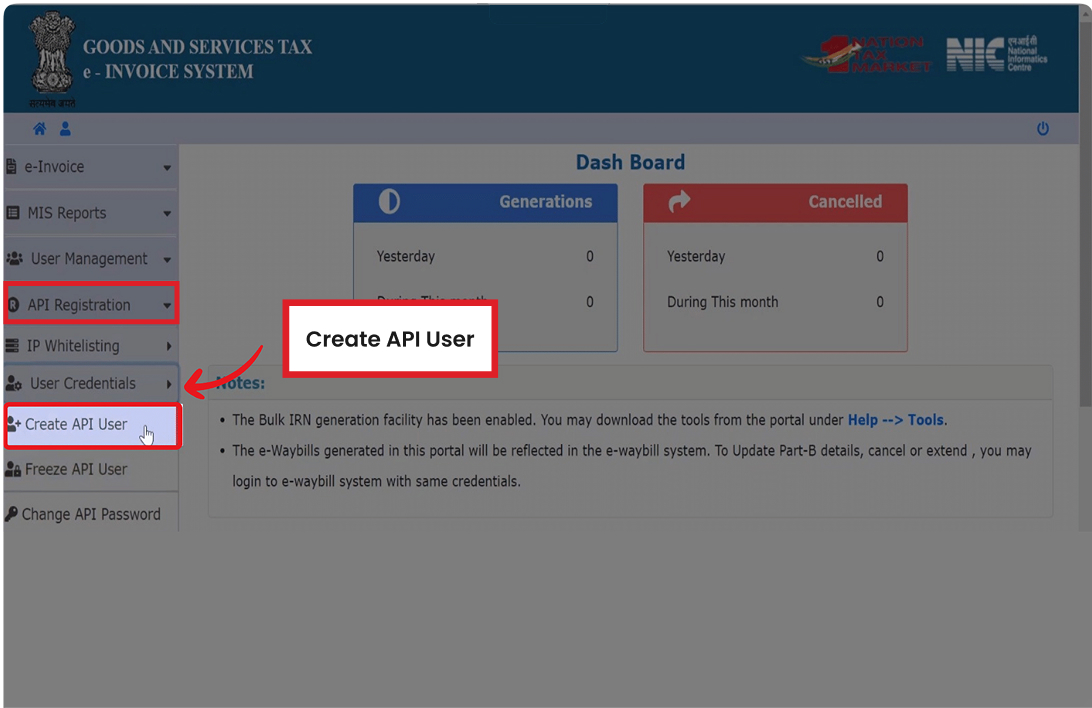 GOODS AND SERVICES TAX
e - INVOICE SYSTEM
सत्यमेव जयते
NATION
GST TAX
MARKET
NIC
एन आई सी
National
Informatics
Centre
e-Invoice
MIS Reports
User Management
API Registration
IP Whitelisting
User Credentials
Create API User
Freeze API User
Change API Password
Dash Board
Generations
Yesterday 0
During This month 0
Cancelled
Yesterday 0
During This month 0
Create API User
Notes:
• The Bulk IRN generation facility has been enabled. You may download the tools from the portal under Help --> Tools.
• The e-Waybills generated in this portal will be reflected in the e-waybill system. To Update Part-B details, cancel or extend , you may
login to e-waybill system with same credentials.